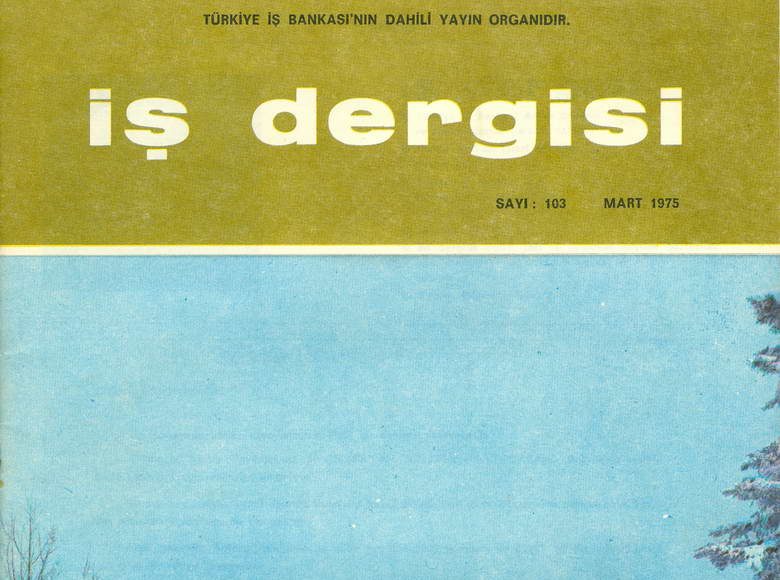 TÜRKİYE İŞ BANKASI'NIN DAHİLİ YAYIN ORGANIDIR.
iş dergisi
SAYI : 103 MART 1975